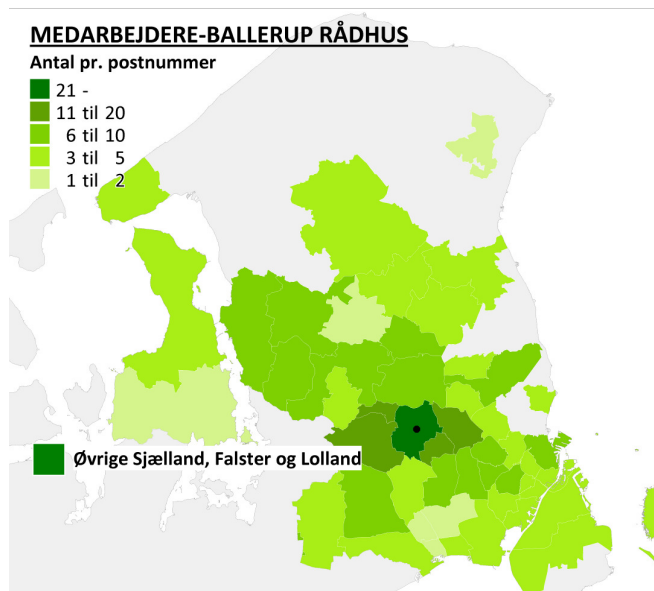 MEDARBEJDERE-BALLERUP RÅDHUS
Antal pr. postnummer
21 -
11 til 20
6 til 10
3 til 5
1 til 2
Øvrige Sjælland, Falster og Lolland